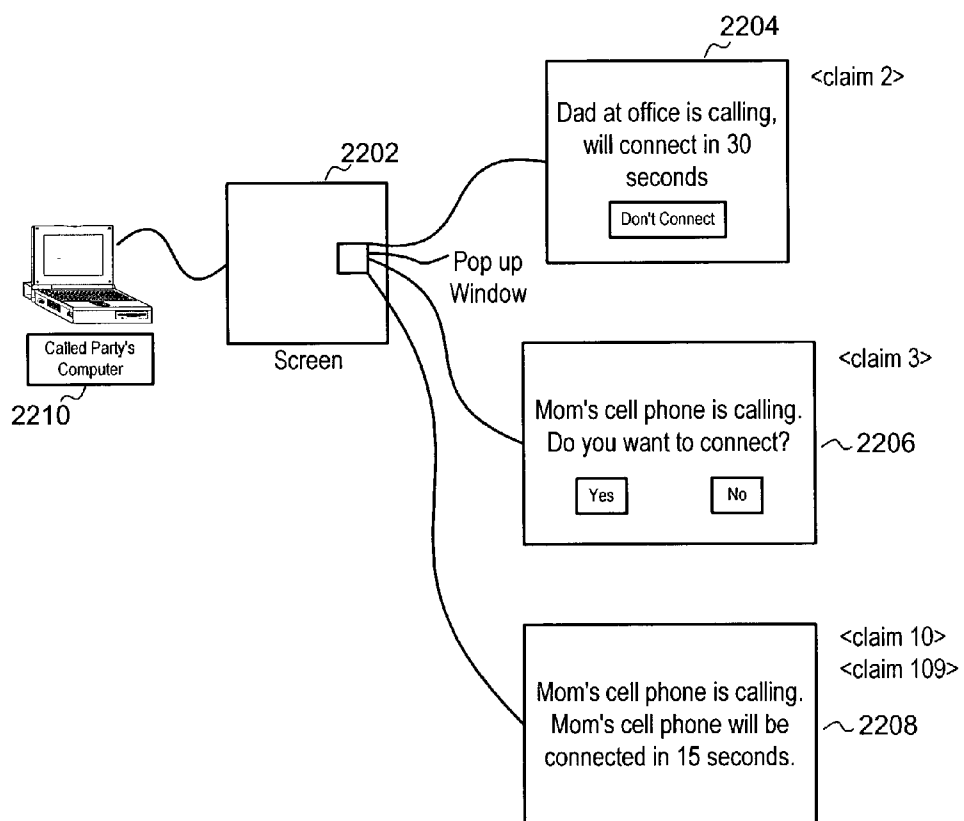 2204
<claim 2>
Dad at office is calling,
will connect in 30
seconds
Don't Connect
2202
Pop up
Window
Screen
Called Party's
Computer
2210
<claim 3>
Mom's cell phone is calling.
Do you want to connect?
2206
Yes
No
<claim 10>
<claim 109>
Mom's cell phone is calling.
Mom's cell phone will be
connected in 15 seconds.
2208